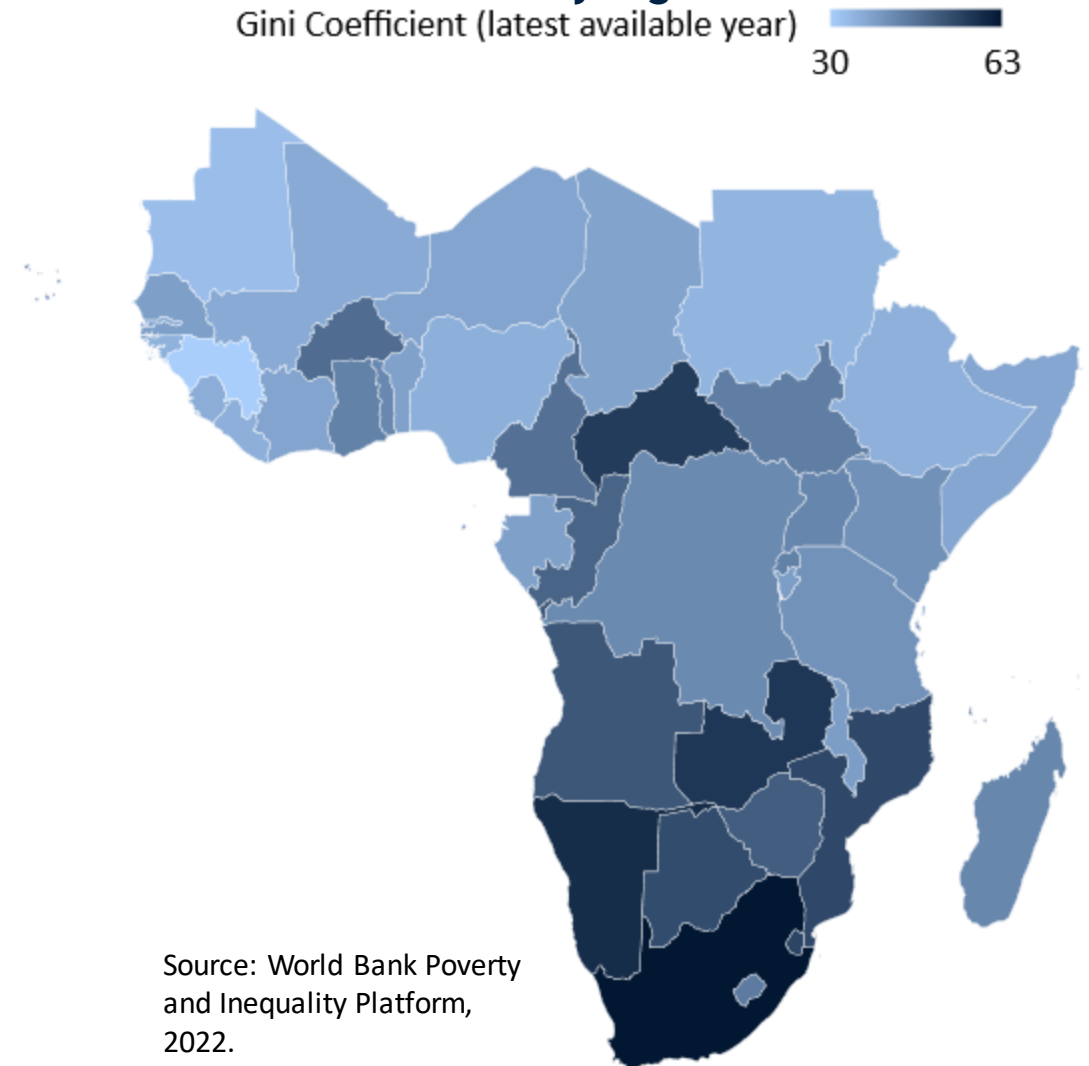 Gini Coefficient (latest available year)
30 63
Source: World Bank Poverty
and Inequality Platform,
2022.